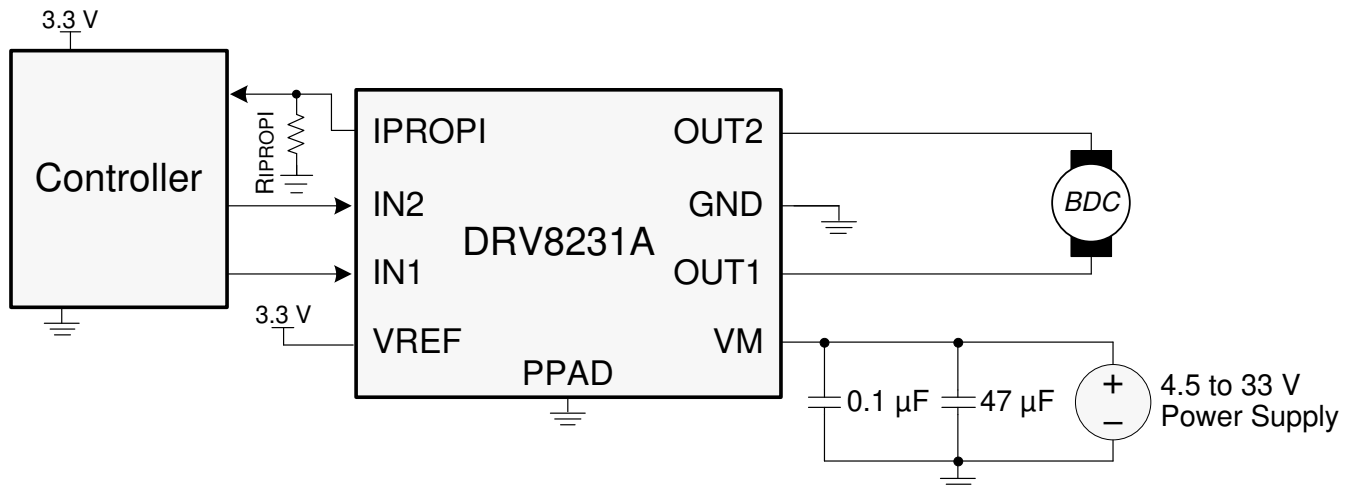 3.3 V
Controller
RIPROPI
IPROPI
IN2
IN1
3.3 V
VREF
DRV8231A
PPAD
OUT2
GND
OUT1
VM
BDC
0.1 µF
47 µF
+
–
4.5 to 33 V
Power Supply